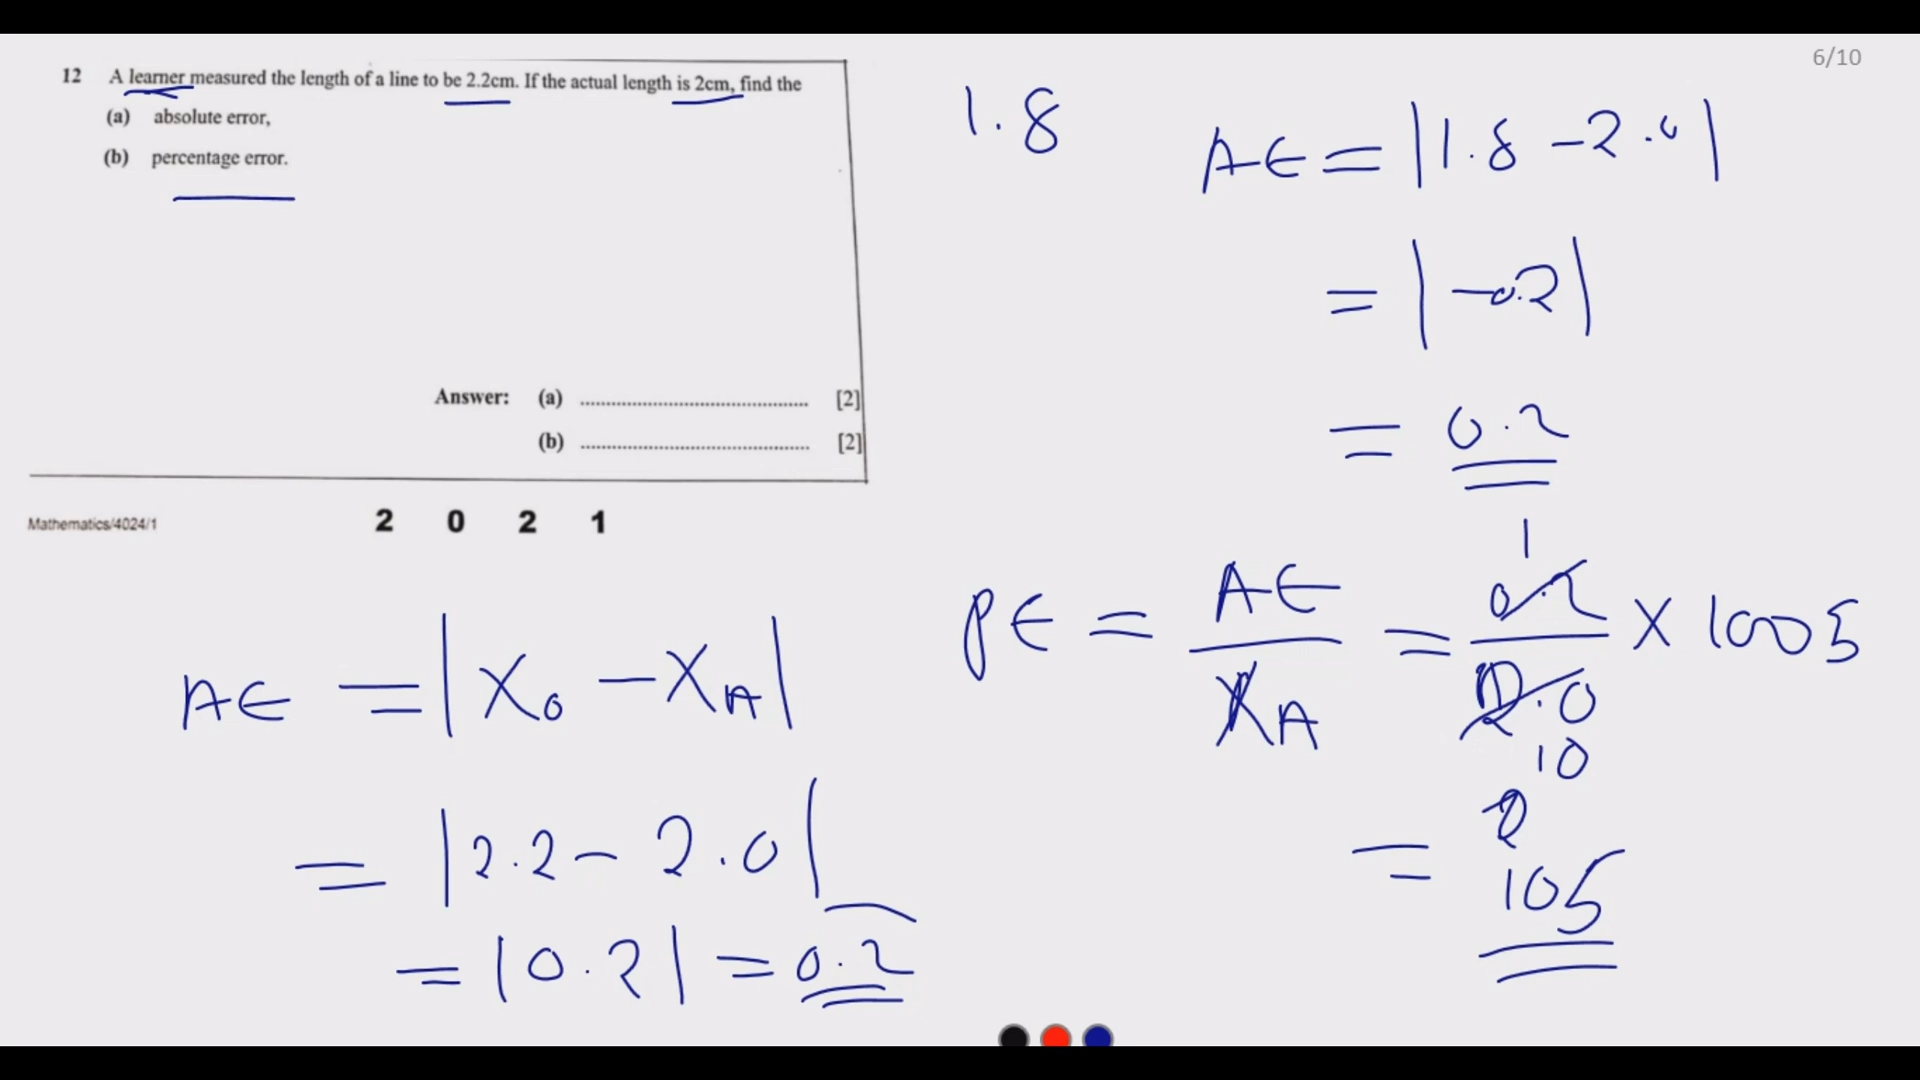 6/10
12 A learner measured the length of a line to be 2.2cm. If the actual length is 2cm, find the
(a) absolute error,
(b) percentage error.
Answer: (a) ........................................ [2]
(b) ........................................ [2]
Mathematics/4024/1
2 0 2 1
AE = |X₀ - X_A|
= |2.2 - 2.0|
= |0.2| = 0.2
1.8
AE = |1.8 - 2.0|
= |-0.2|
= 0.2
1
PE = AE/X_A = 0.2/2.0 × 100%
10
= 10%